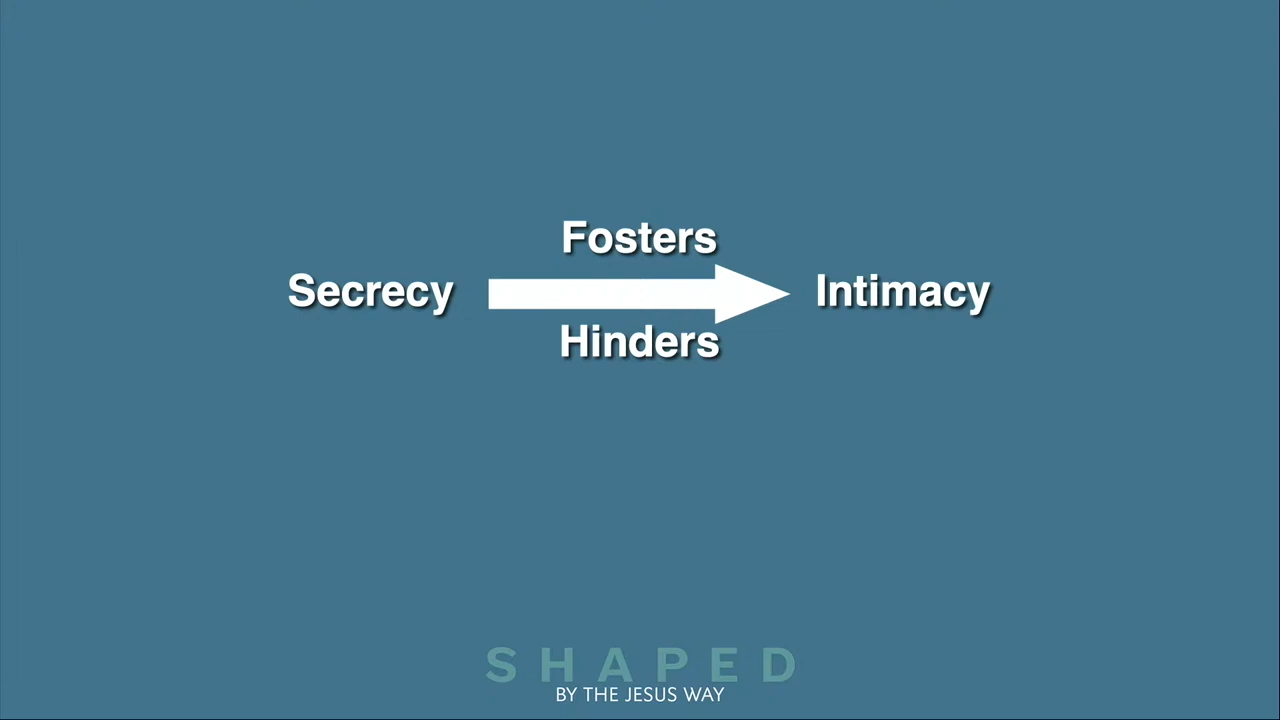 Fosters
Secrecy Intimacy
Hinders
SHAPED
BY THE JESUS WAY